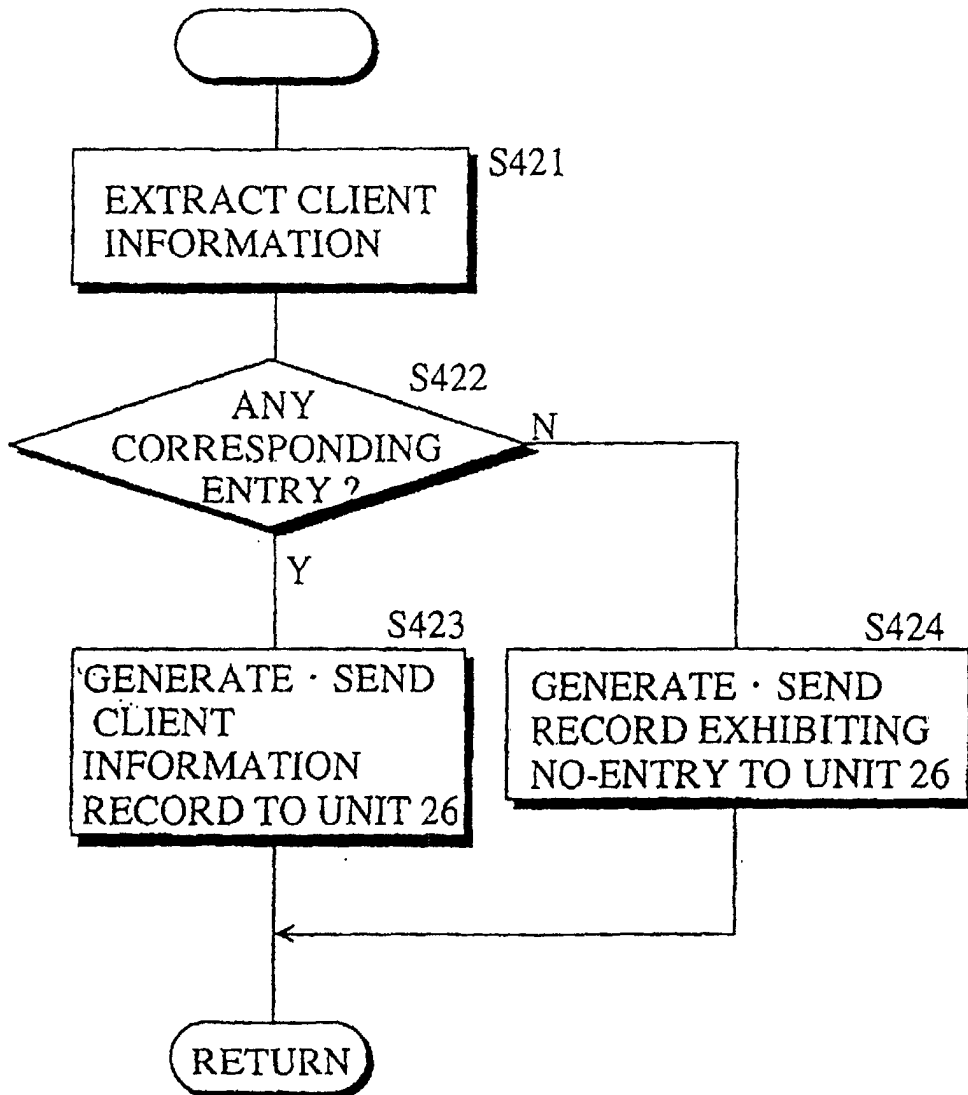 S421
EXTRACT CLIENT
INFORMATION
S422
ANY
CORRESPONDING
ENTRY ?
N
Y
S423
GENERATE · SEND
CLIENT
INFORMATION
RECORD TO UNIT 26
S424
GENERATE · SEND
RECORD EXHIBITING
NO-ENTRY TO UNIT 26
RETURN